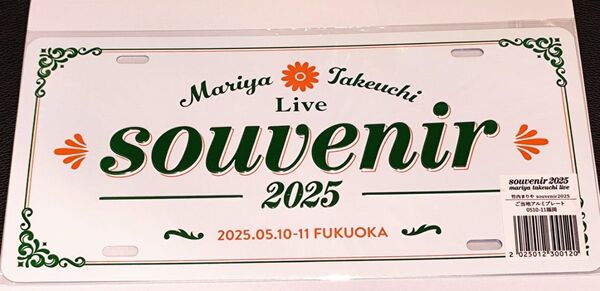 Mariya Takeuchi
Live
souvenir
2025
2025.05.10-11 FUKUOKA
souvenir 2025
mariya takeuchi live
竹内まりや souvenir2025
ご当地アルミプレート
0510-11福岡
2 025012 300120